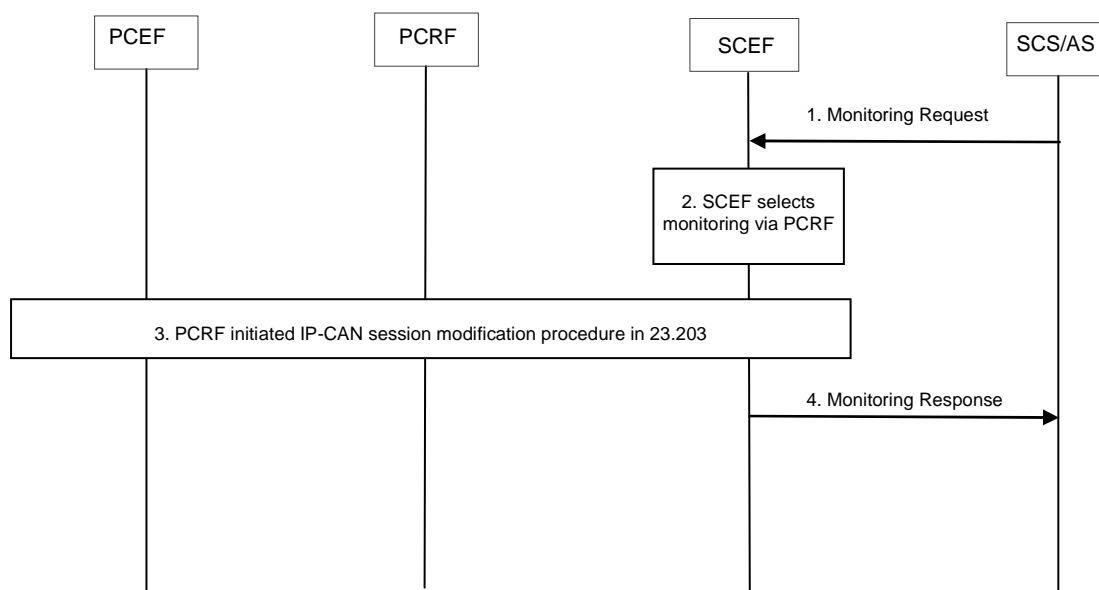 PCEF
PCRF
SCEF
SCS/AS
1. Monitoring Request
2. SCEF selects
monitoring via PCRF
3. PCRF initiated IP-CAN session modification procedure in 23.203
4. Monitoring Response